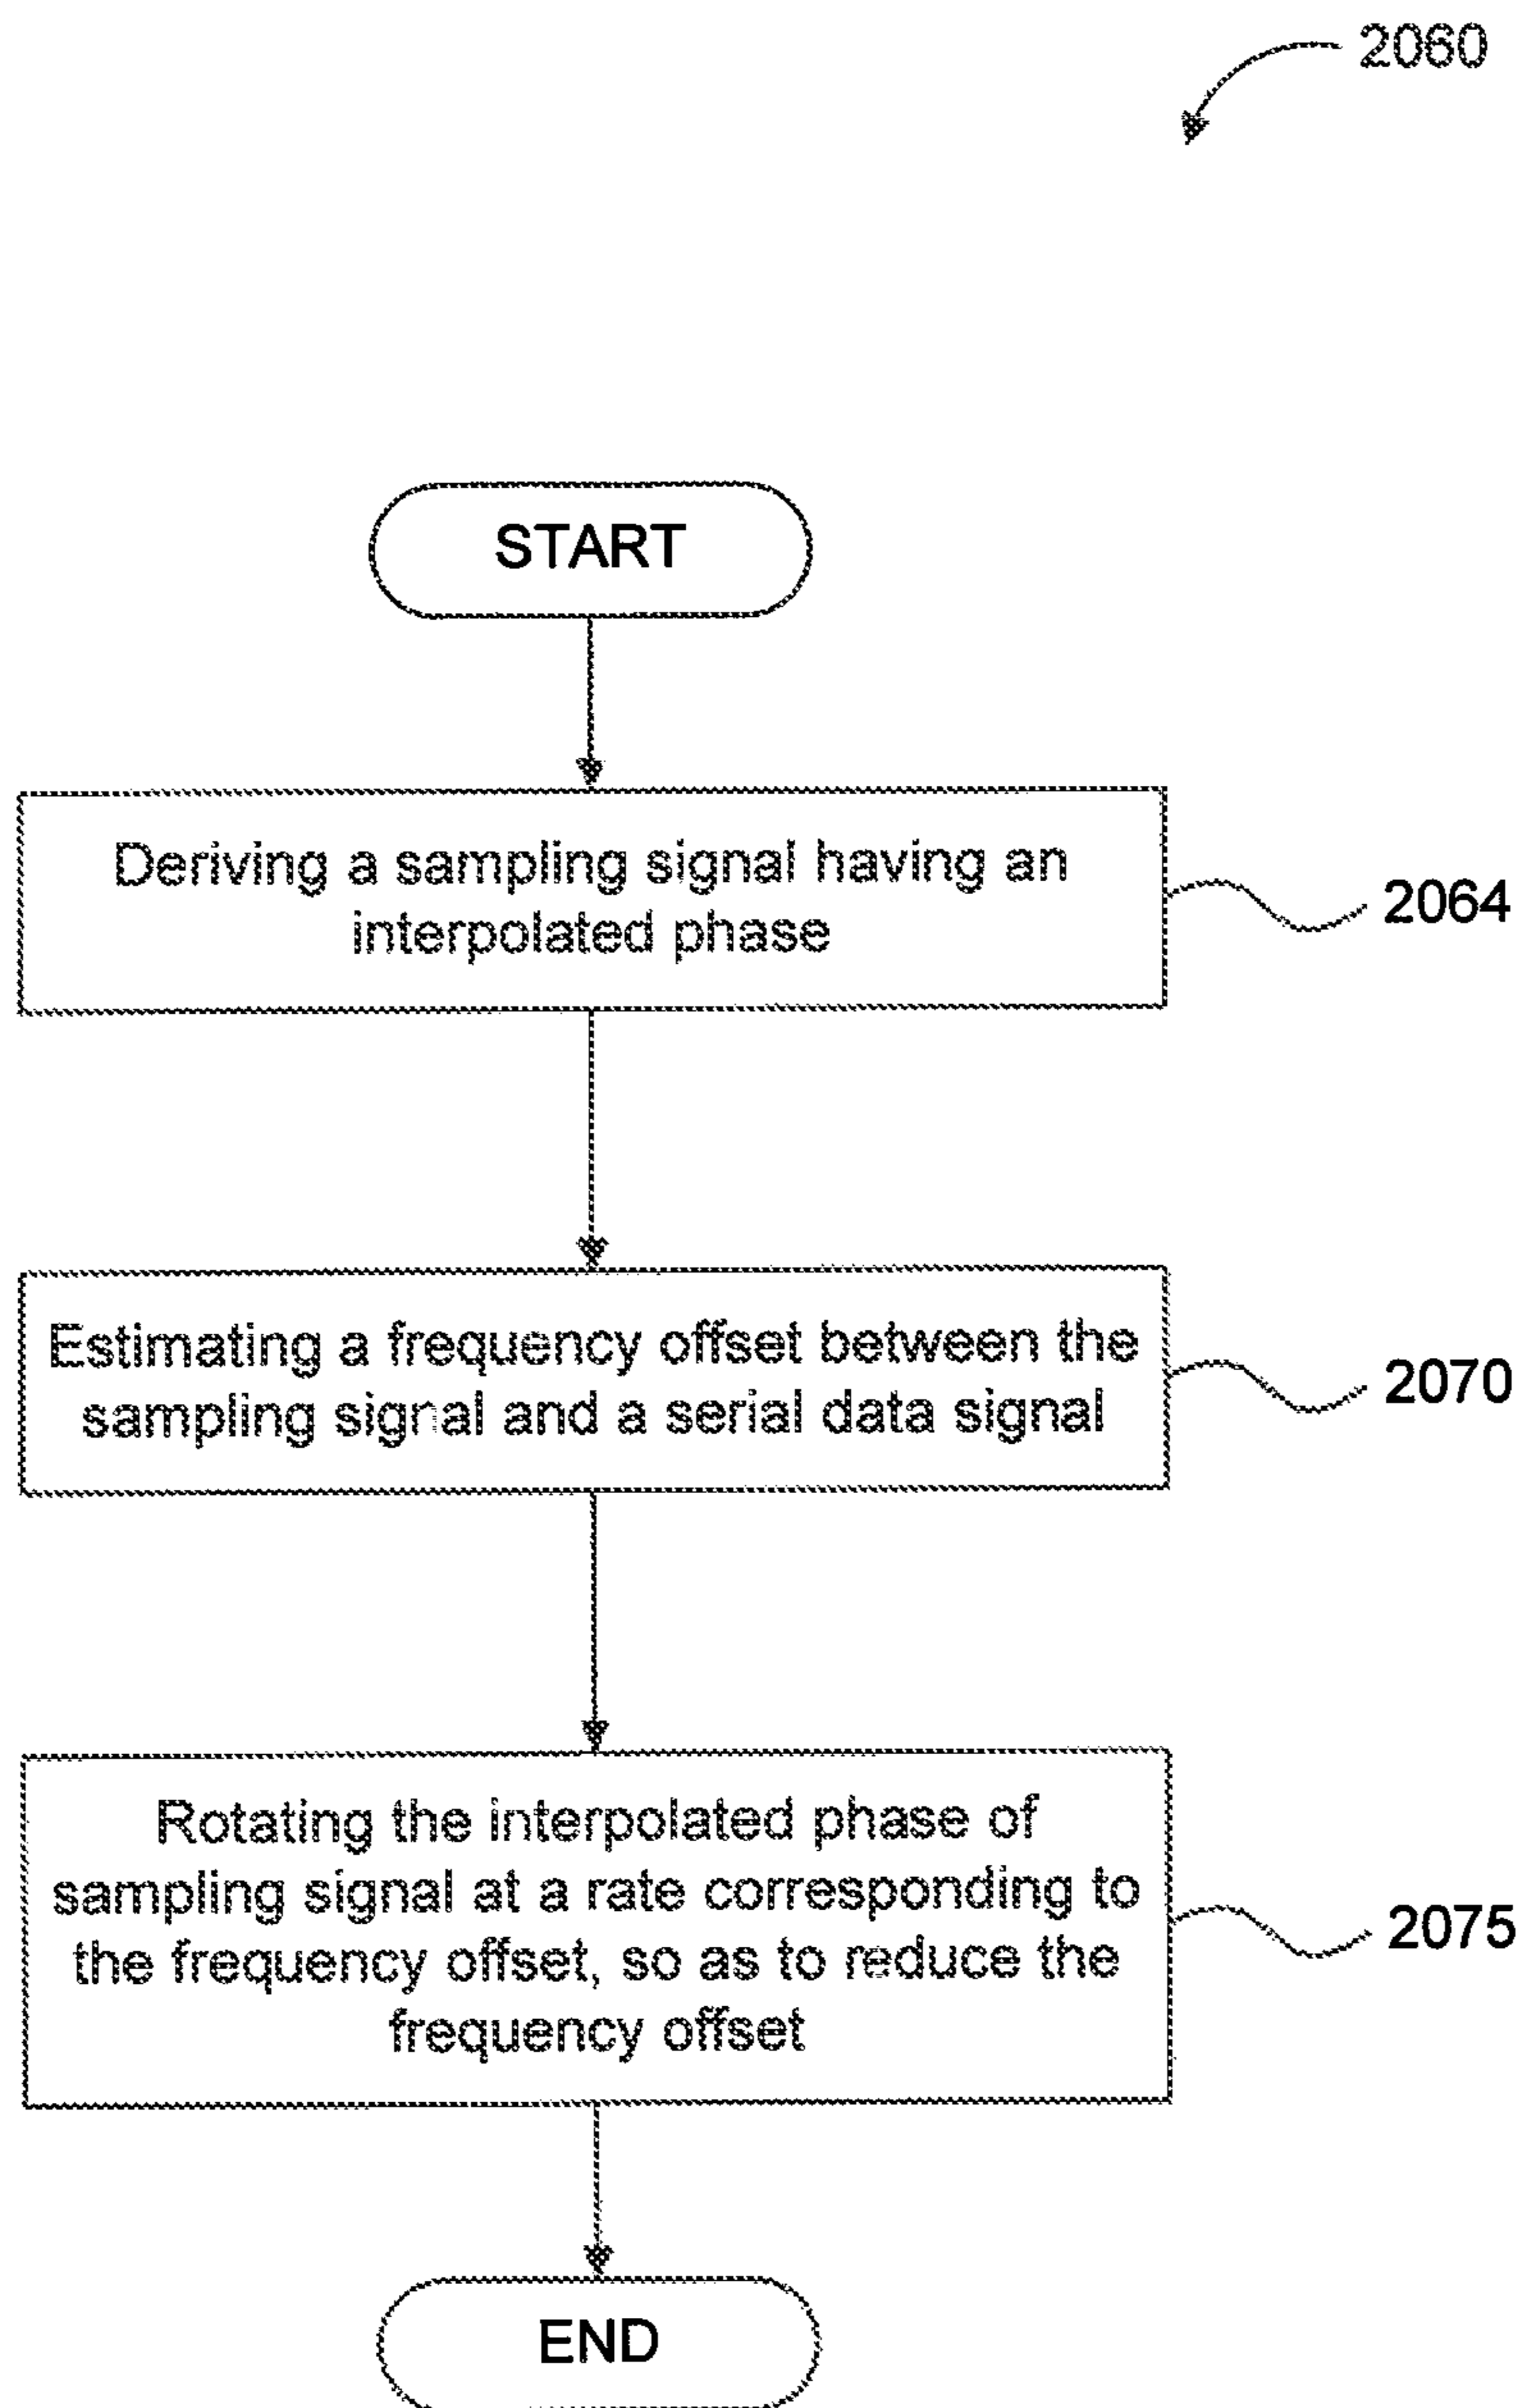 2060
START
Deriving a sampling signal having an
interpolated phase
2064
Estimating a frequency offset between the
sampling signal and a serial data signal
2070
Rotating the interpolated phase of
sampling signal at a rate corresponding to
the frequency offset, so as to reduce the
frequency offset
2075
END